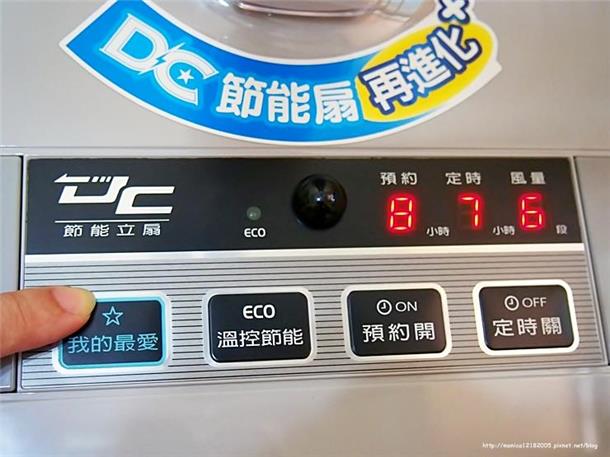 DC 節能扇 再進化
DC
節能立扇
ECO
預約 定時 風量
8 小時 7 小時 6 段
我的最愛
ECO
溫控節能
ON
預約開
OFF
定時關
http://monica12182005.pixnet.net/blog